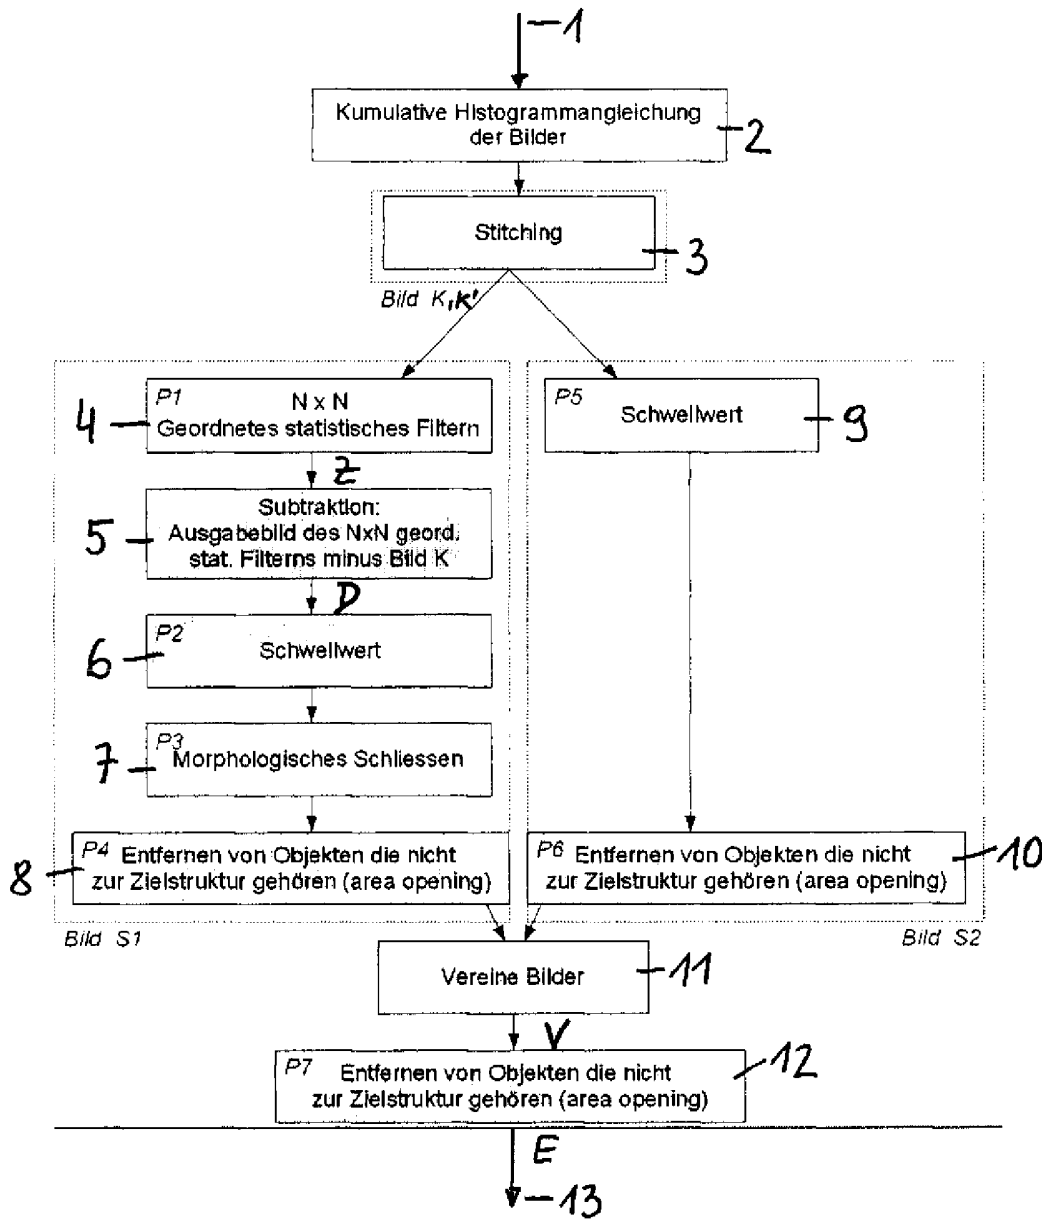 1
Kumulative Histogrammangleichung
der Bilder
2
Stitching
3
Bild K, K'
P1
N x N
Geordnetes statistisches Filtern
4
Z
Subtraktion:
Ausgabebild des NxN geord.
stat. Filterns minus Bild K
5
D
P2
Schwellwert
6
P3
Morphologisches Schliessen
7
P4 Entfernen von Objekten die nicht
zur Zielstruktur gehören (area opening)
8
Bild S1
P5
Schwellwert
9
P6 Entfernen von Objekten die nicht
zur Zielstruktur gehören (area opening)
10
Bild S2
Vereine Bilder
11
V
P7 Entfernen von Objekten die nicht
zur Zielstruktur gehören (area opening)
12
E
13